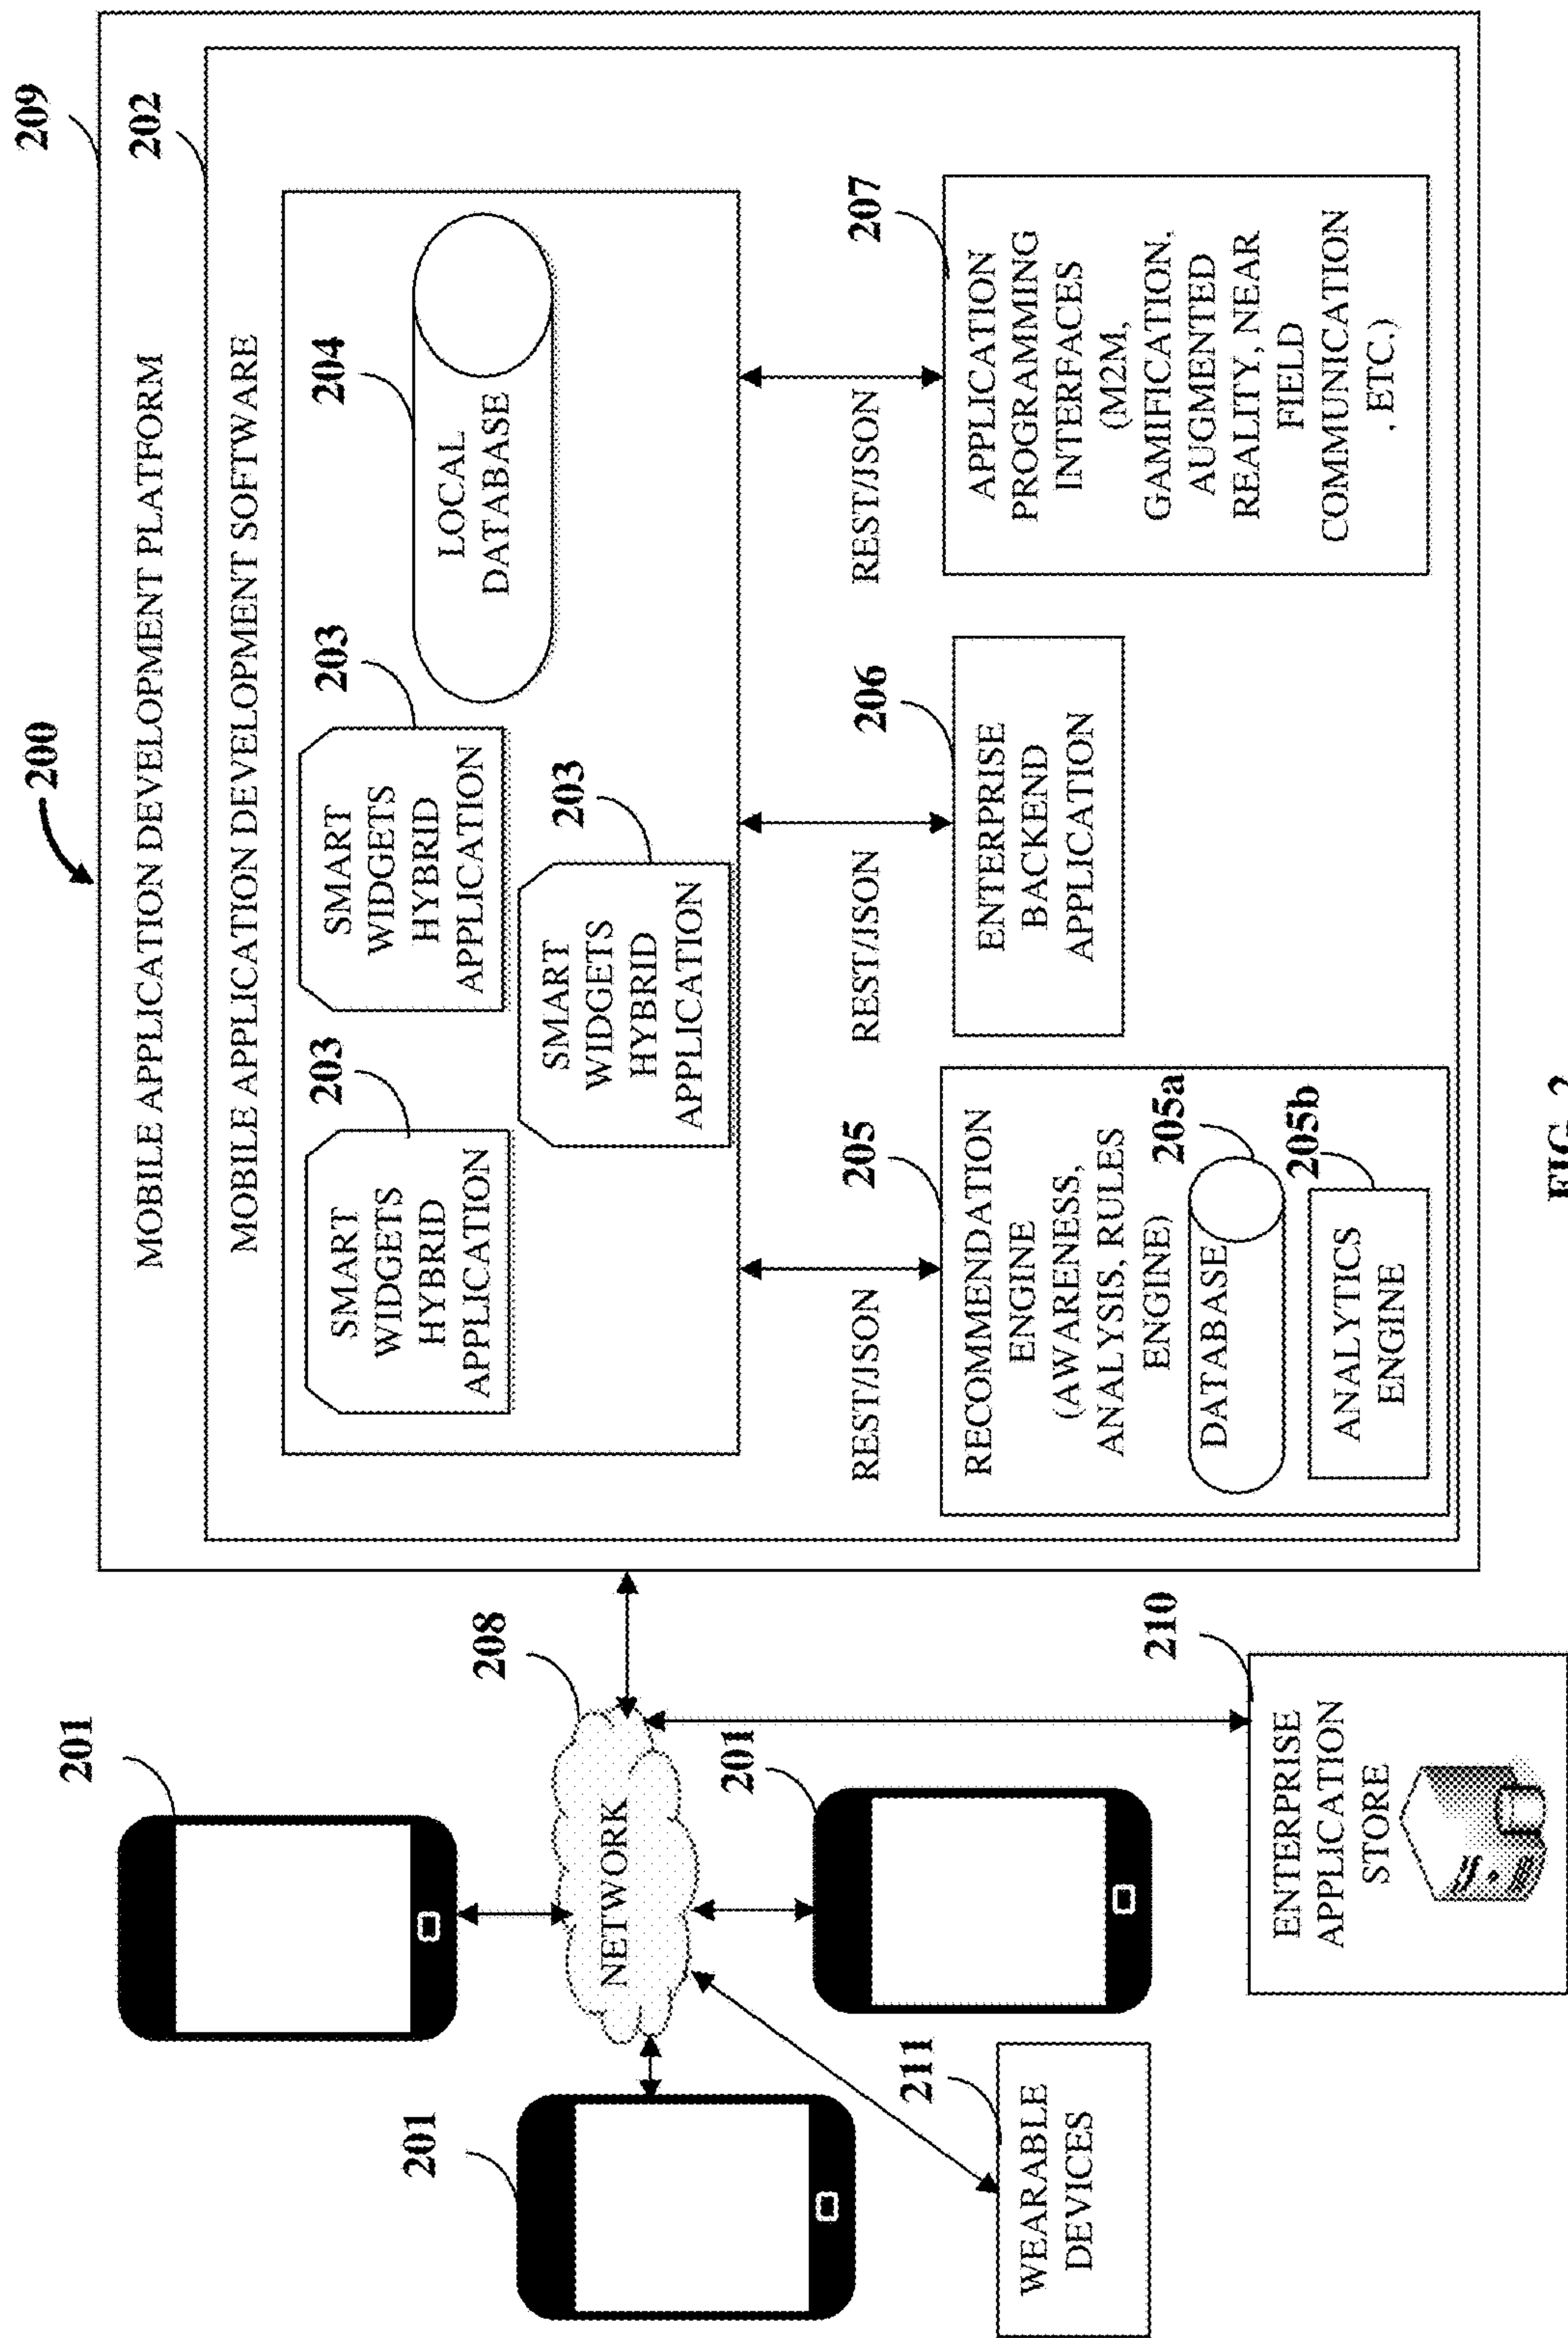 200
209
MOBILE APPLICATION DEVELOPMENT PLATFORM
202
MOBILE APPLICATION DEVELOPMENT SOFTWARE
203
SMART
WIDGETS
HYBRID
APPLICATION
203
SMART
WIDGETS
HYBRID
APPLICATION
203
SMART
WIDGETS
HYBRID
APPLICATION
204
LOCAL
DATABASE
REST/JSON
REST/JSON
REST/JSON
205
RECOMMENDATION
ENGINE
(AWARENESS,
ANALYSIS, RULES
ENGINE)
205a
DATABASE
205b
ANALYTICS
ENGINE
206
ENTERPRISE
BACKEND
APPLICATION
207
APPLICATION
PROGRAMMING
INTERFACES
(M2M,
GAMIFICATION,
AUGMENTED
REALITY, NEAR
FIELD
COMMUNICATION
, ETC.)
201
201
201
208
NETWORK
211
WEARABLE
DEVICES
210
ENTERPRISE
APPLICATION
STORE
FIG. 2